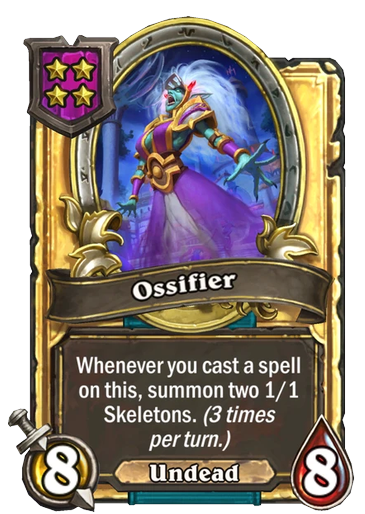 Ossifier
Whenever you cast a spell
on this, summon two 1/1
Skeletons. (3 times
per turn.)
8
Undead
8